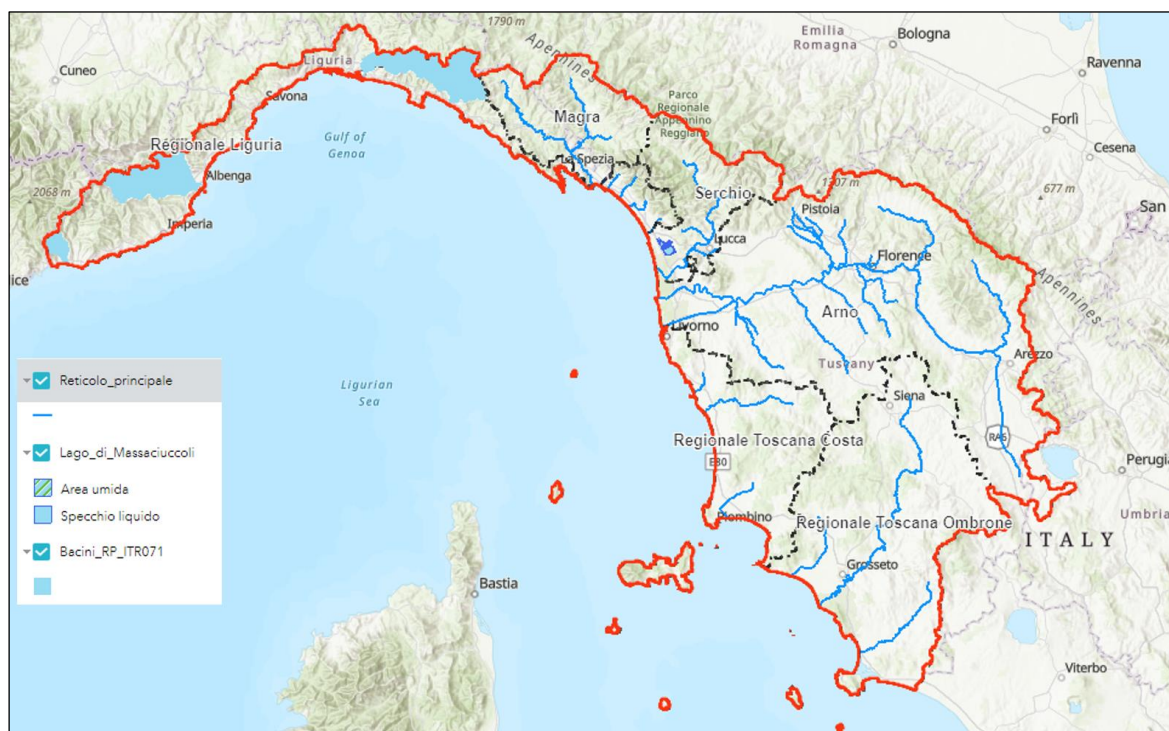 1790 m
Emilia
Romagna
Bologna
Apennines
Cuneo
Liguria
Ravenna
Savona
Parco
Regionale
Appennino
Reggiano
Magra
Forlì
Gulf of
Genoa
Regionale Liguria
La Spezia
Cesena
Albenga
2068 m
Serchio
1307 m
677 m
San
Pistoia
Imperia
Lucca
Florence
ice
Apennines
Arno
Livorno
Tuscany
Arezzo
Reticolo_principale
Ligurian
Sea
Siena
RA6
Lago_di_Massaciuccoli
Regionale Toscana Costa
E80
Perugia
Area umida
Specchio liquido
Piombino
Regionale Toscana Ombrone
Umbria
ITALY
Bacini_RP_ITR071
Grosseto
Bastia
Viterbo